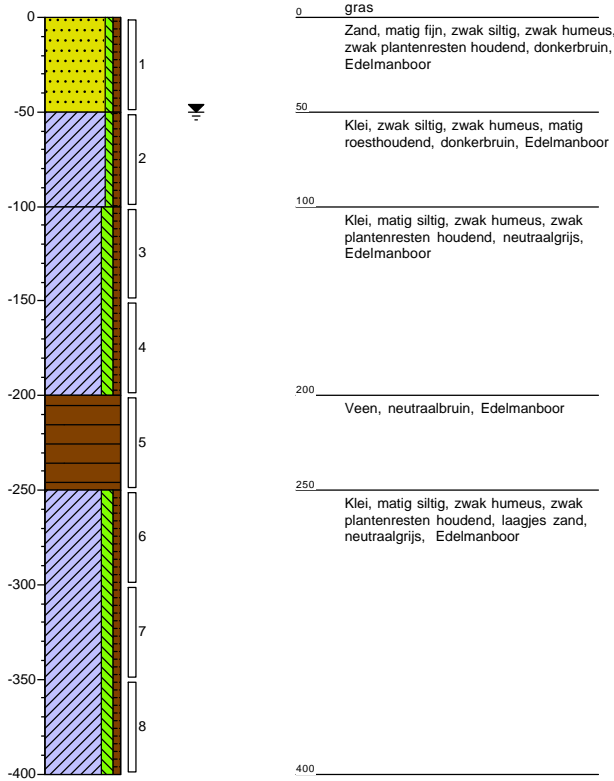 0
-50
-100
-150
-200
-250
-300
-350
-400
1
2
3
4
5
6
7
8
0
gras
Zand, matig fijn, zwak siltig, zwak humeus,
zwak plantenresten houdend, donkerbruin,
Edelmanboor
50
Klei, zwak siltig, zwak humeus, matig
roesthoudend, donkerbruin, Edelmanboor
100
Klei, matig siltig, zwak humeus, zwak
plantenresten houdend, neutraalgrijs,
Edelmanboor
200
Veen, neutraalbruin, Edelmanboor
250
Klei, matig siltig, zwak humeus, zwak
plantenresten houdend, laagjes zand,
neutraalgrijs, Edelmanboor
400